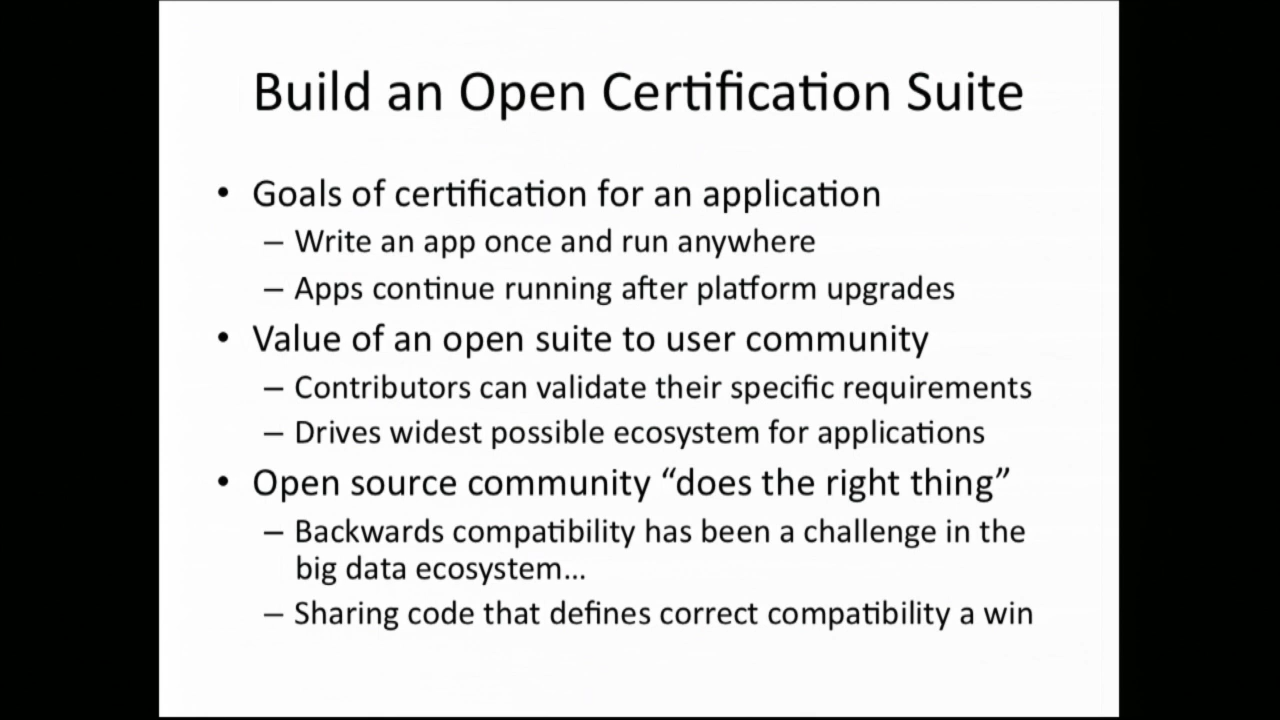 Build an Open Certification Suite
• Goals of certification for an application
– Write an app once and run anywhere
– Apps continue running after platform upgrades
• Value of an open suite to user community
– Contributors can validate their specific requirements
– Drives widest possible ecosystem for applications
• Open source community “does the right thing”
– Backwards compatibility has been a challenge in the
big data ecosystem…
– Sharing code that defines correct compatibility a win